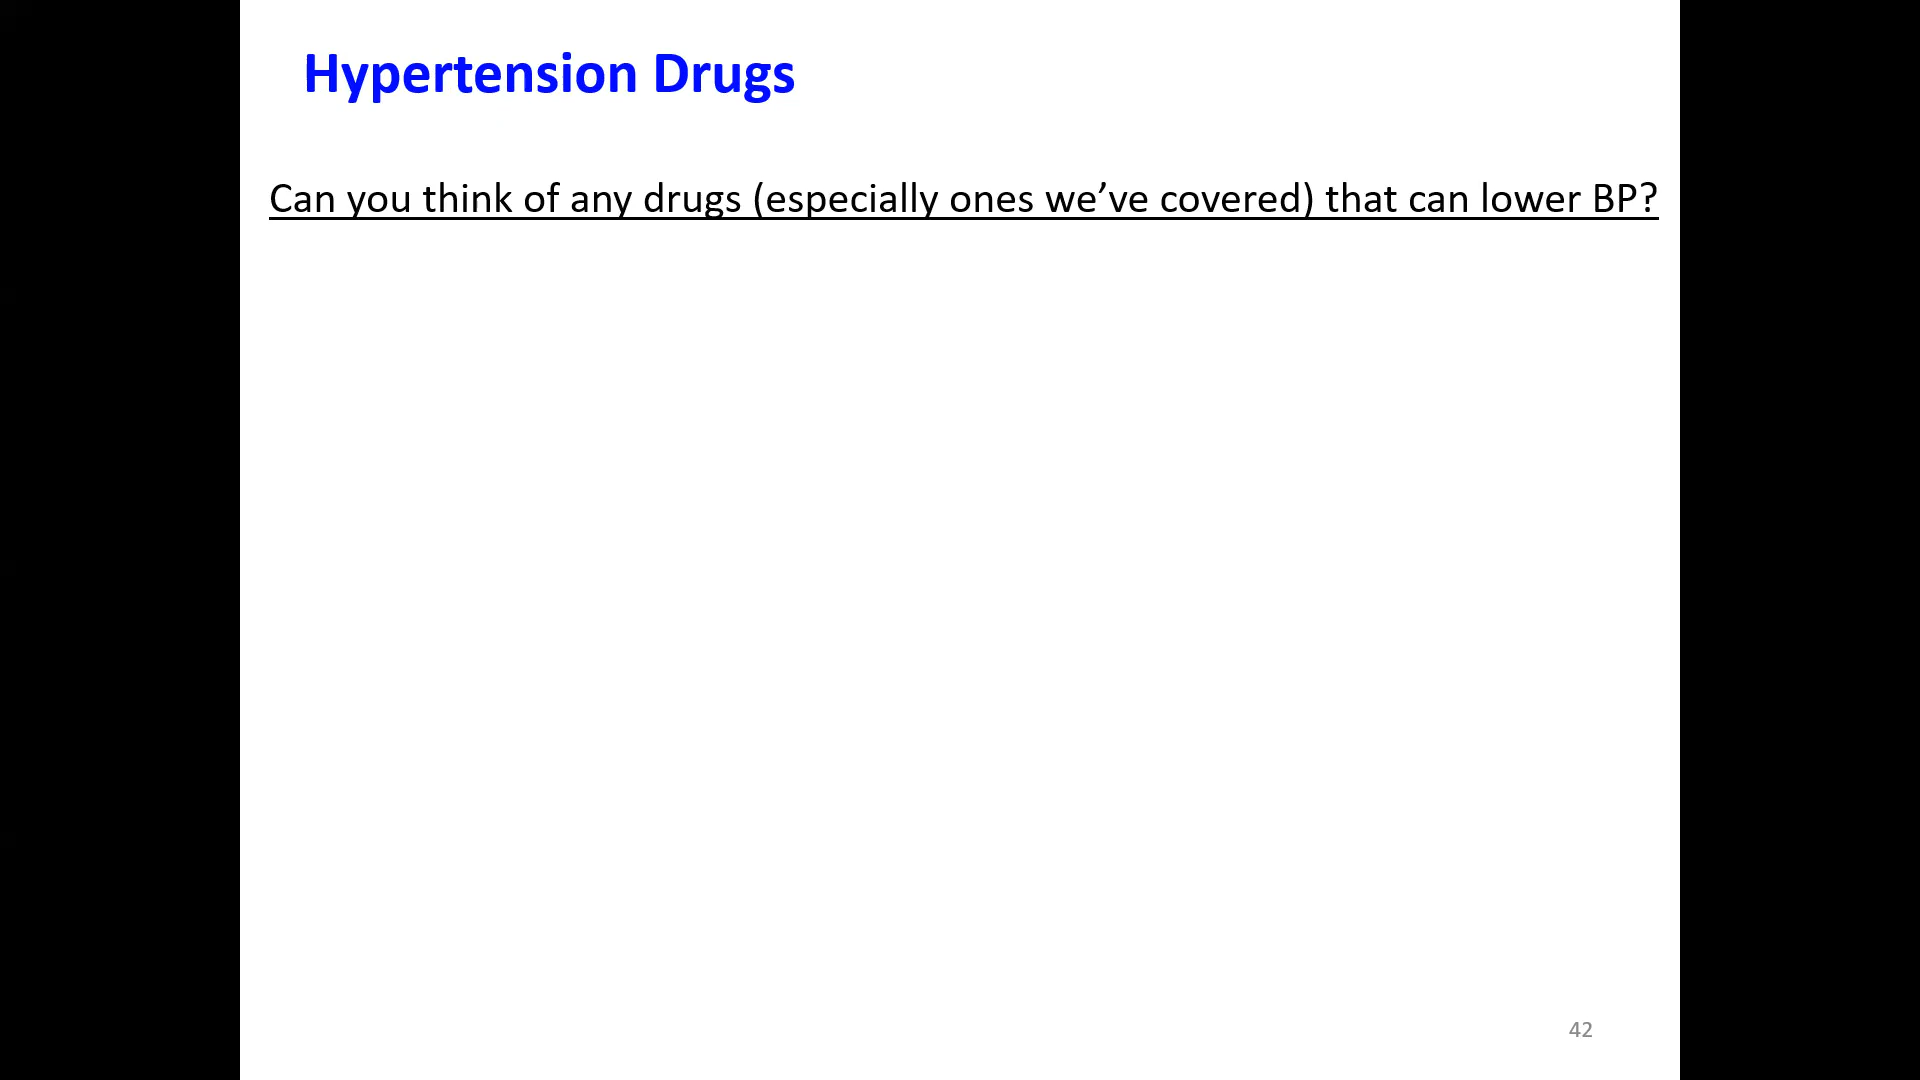 Hypertension Drugs
Can you think of any drugs (especially ones we’ve covered) that can lower BP?
42